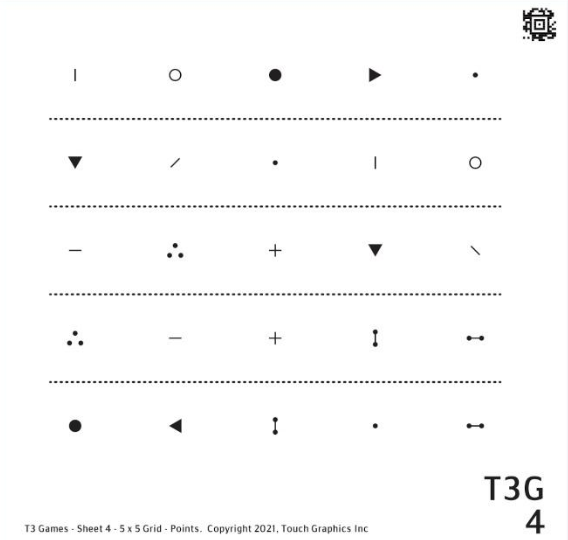 T3G
4
T3 Games - Sheet 4 - 5 x 5 Grid - Points. Copyright 2021, Touch Graphics Inc